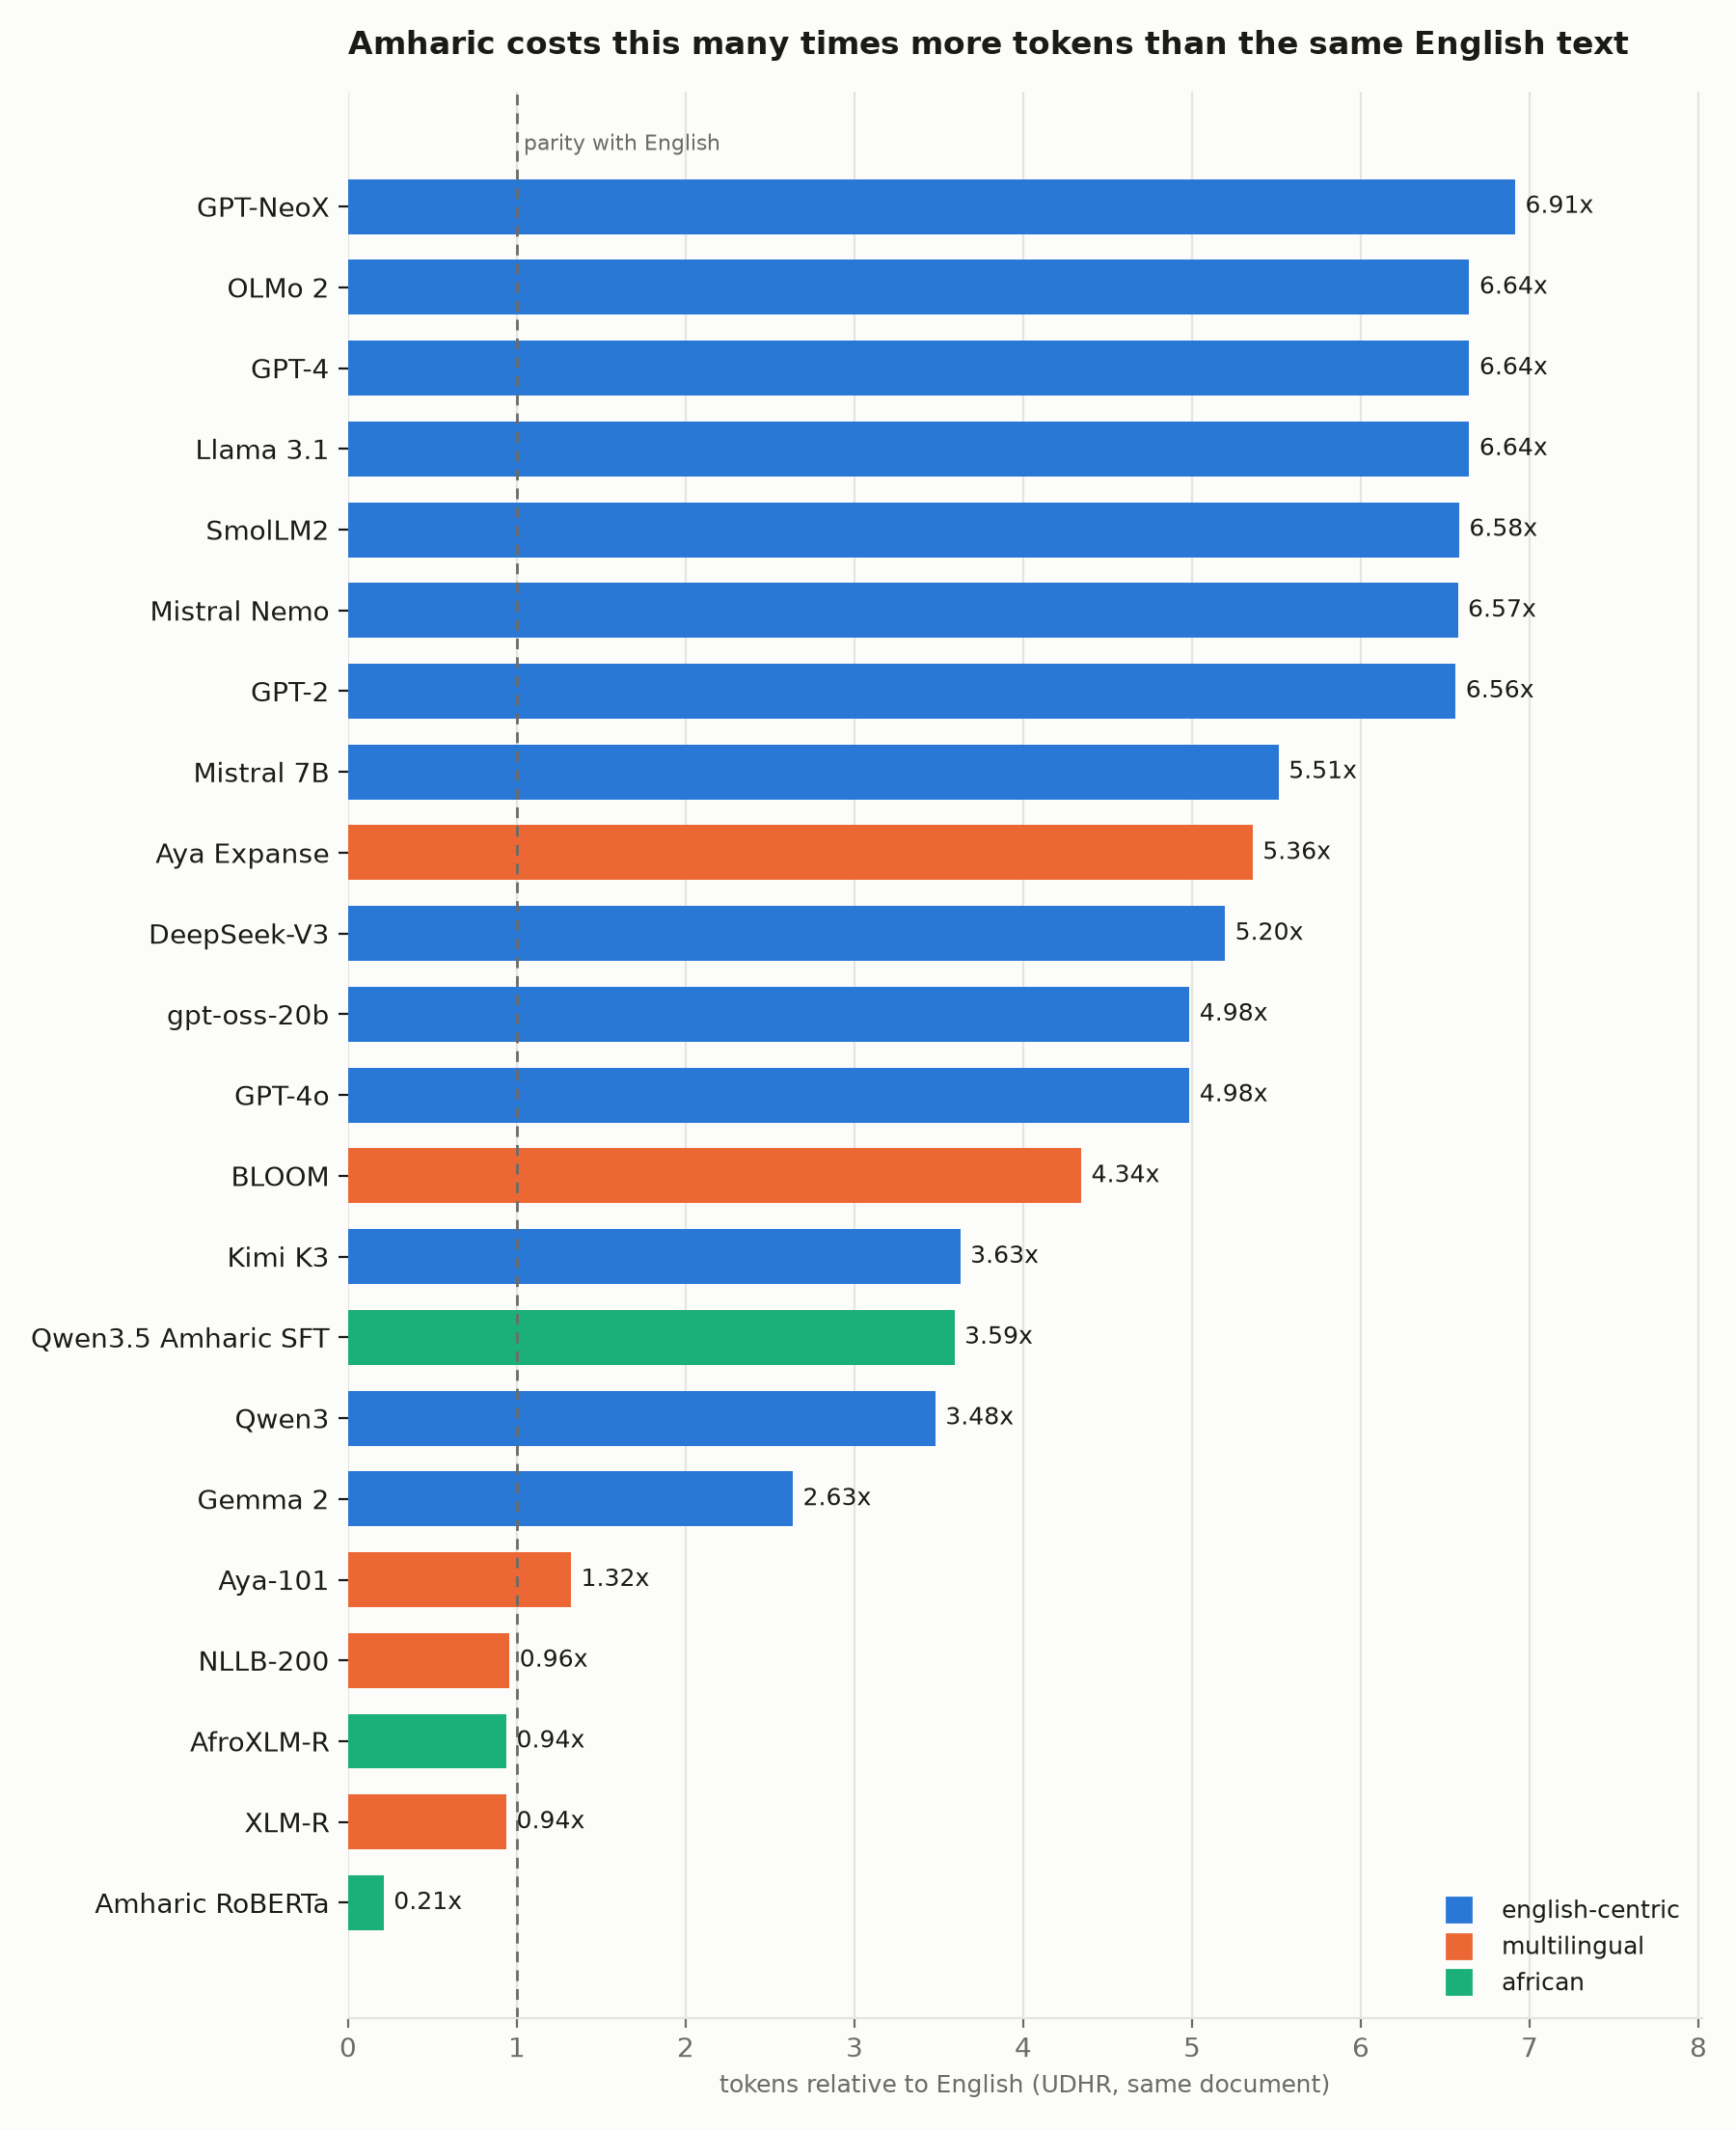 Amharic costs this many times more tokens than the same English text
parity with English
GPT-NeoX 6.91x
OLMo 2 6.64x
GPT-4 6.64x
Llama 3.1 6.64x
SmolLM2 6.58x
Mistral Nemo 6.57x
GPT-2 6.56x
Mistral 7B 5.51x
Aya Expanse 5.36x
DeepSeek-V3 5.20x
gpt-oss-20b 4.98x
GPT-4o 4.98x
BLOOM 4.34x
Kimi K3 3.63x
Qwen3.5 Amharic SFT 3.59x
Qwen3 3.48x
Gemma 2 2.63x
Aya-101 1.32x
NLLB-200 0.96x
AfroXLM-R 0.94x
XLM-R 0.94x
Amharic RoBERTa 0.21x
english-centric
multilingual
african
0 1 2 3 4 5 6 7 8
tokens relative to English (UDHR, same document)